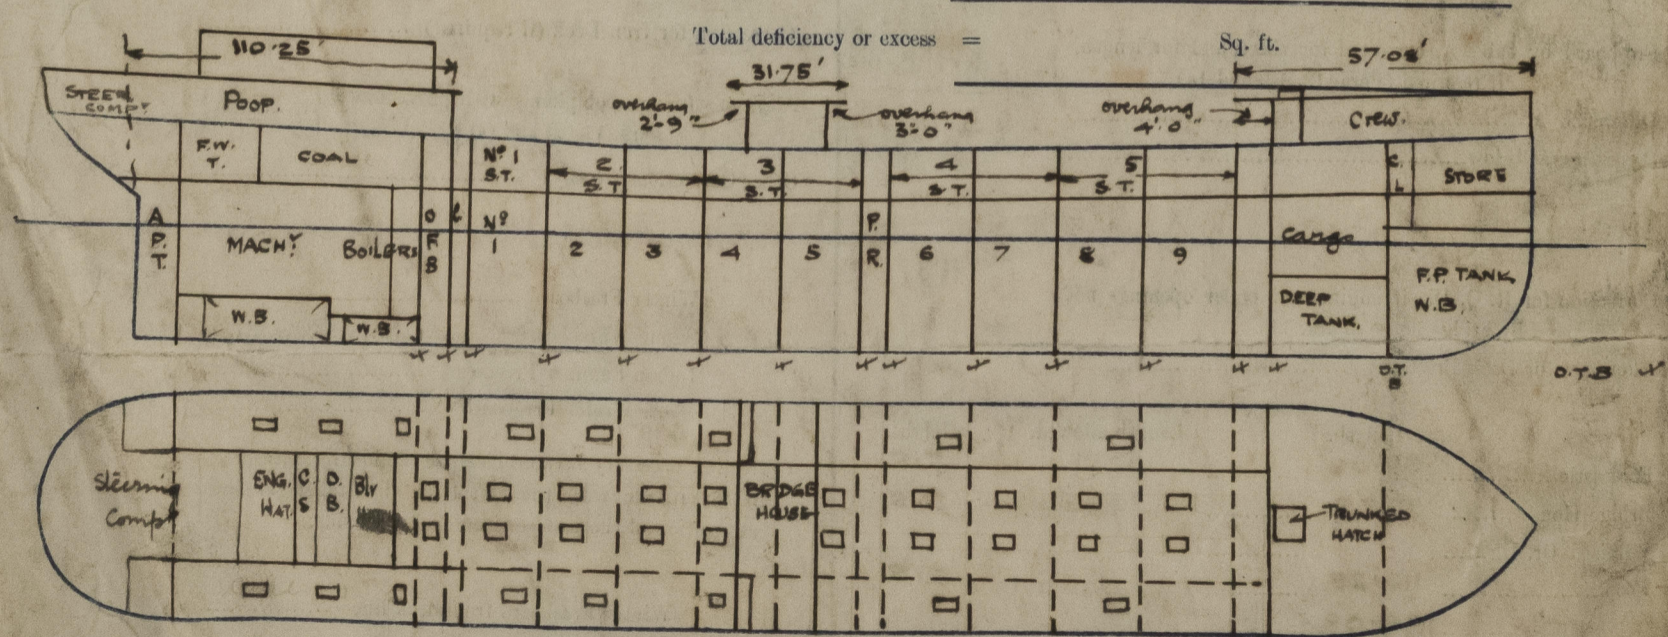 Total deficiency or excess = Sq. ft.
110·25'
31·75'
57·08'
STEERG COMPT
POOP.
overhang
2'-9"
overhang
3'-0"
overhang
4'-0"
Crew.
F.W.
T.
COAL
No 1
S.T.
2
S.T.
3
S.T.
4
S.T.
5
S.T.
C.
L
STORE
A
P.
T.
MACHY
BOILERS
O
F
B
No
1
2
3
4
5
P.
R.
6
7
8
9
Cargo
DEEP
TANK.
F.P. TANK
W.B.
W.B.
W.B.
O.T.
B
O.T.B
Steering
Compt
ENG.
HAT.
C.
S
O.
B.
Blr
BRIDGE
HOUSE
TRUNKED
HATCH